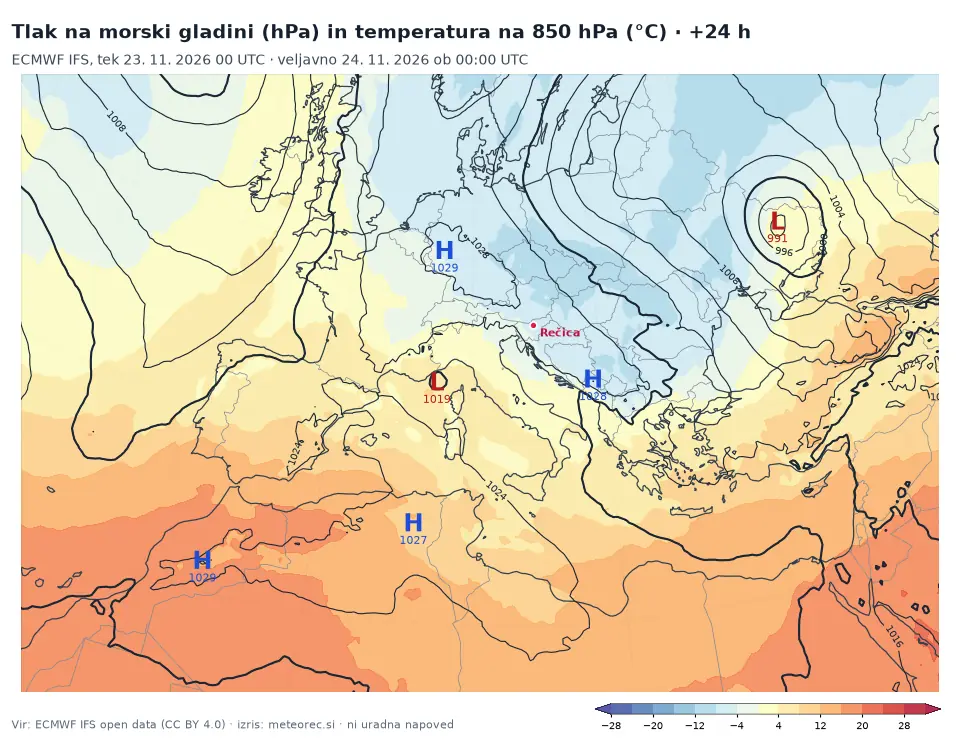 Tlak na morski gladini (hPa) in temperatura na 850 hPa (°C) · +24 h
ECMWF IFS, tek 23. 11. 2026 00 UTC · veljavno 24. 11. 2026 ob 00:00 UTC
1008
1004
L
991
996
1000
H
1029
1028
1008
Rečica
1024
H
1028
L
1019
1024
1024
H
1027
H
1029
1016
Vir: ECMWF IFS open data (CC BY 4.0) · izris: meteorec.si · ni uradna napoved
−28 −20 −12 −4 4 12 20 28